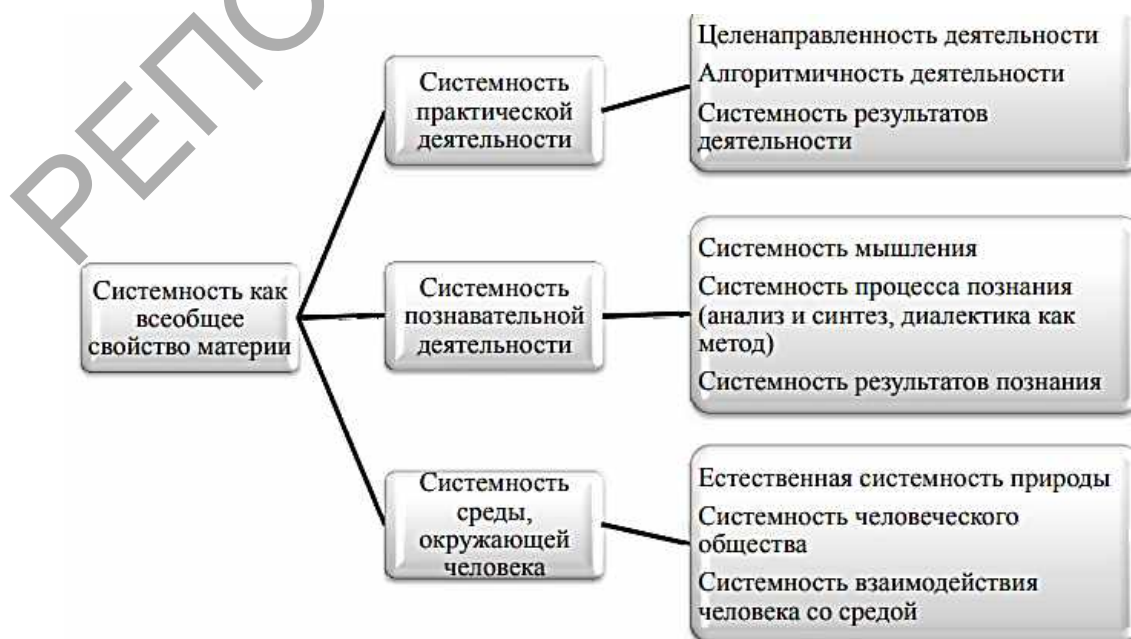 РЕПО
Системность как
всеобщее
свойство материи
Системность
практической
деятельности
Целенаправленность деятельности
Алгоритмичность деятельности
Системность результатов
деятельности
Системность
познавательной
деятельности
Системность мышления
Системность процесса познания
(анализ и синтез, диалектика как
метод)
Системность результатов познания
Системность
среды,
окружающей
человека
Естественная системность природы
Системность человеческого
общества
Системность взаимодействия
человека со средой